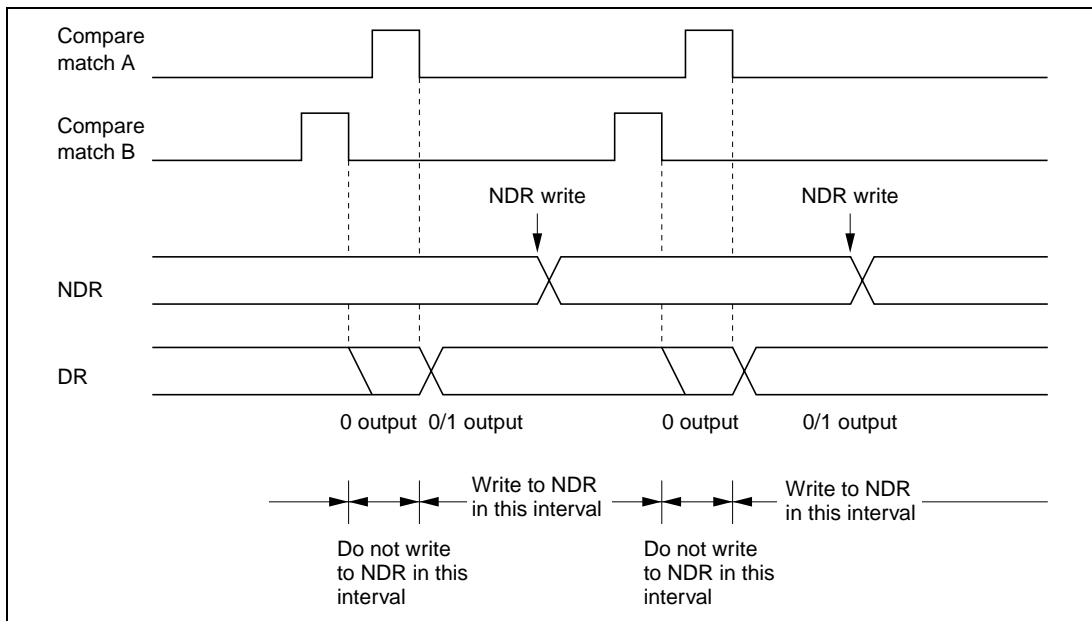 Compare
match A
Compare
match B
NDR write
NDR write
NDR
DR
0 output 0/1 output
0 output
0/1 output
Write to NDR
in this interval
Write to NDR
in this interval
Do not write
to NDR in this
interval
Do not write
to NDR in this
interval